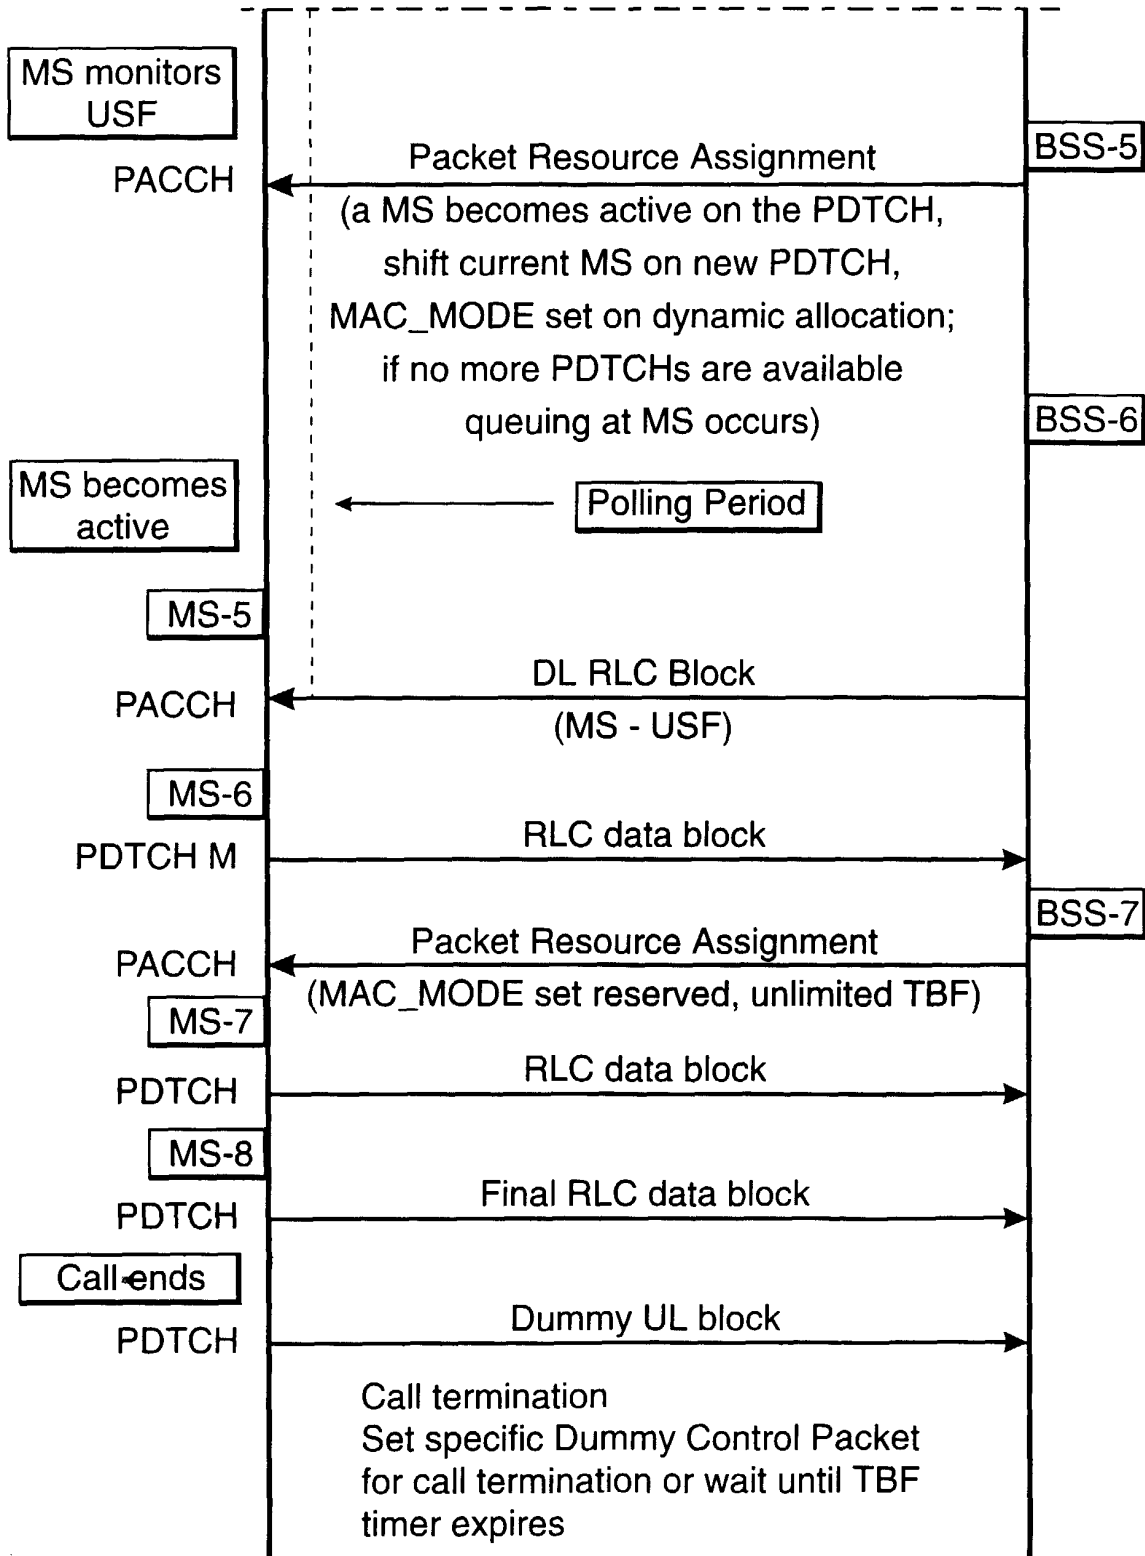 MS monitors
USF
BSS-5
Packet Resource Assignment
PACCH
(a MS becomes active on the PDTCH,
shift current MS on new PDTCH,
MAC_MODE set on dynamic allocation;
if no more PDTCHs are available
queuing at MS occurs)
BSS-6
MS becomes
active
Polling Period
MS-5
DL RLC Block
PACCH
(MS - USF)
MS-6
RLC data block
PDTCH M
BSS-7
Packet Resource Assignment
PACCH
(MAC_MODE set reserved, unlimited TBF)
MS-7
RLC data block
PDTCH
MS-8
Final RLC data block
PDTCH
Call ends
Dummy UL block
PDTCH
Call termination
Set specific Dummy Control Packet
for call termination or wait until TBF
timer expires